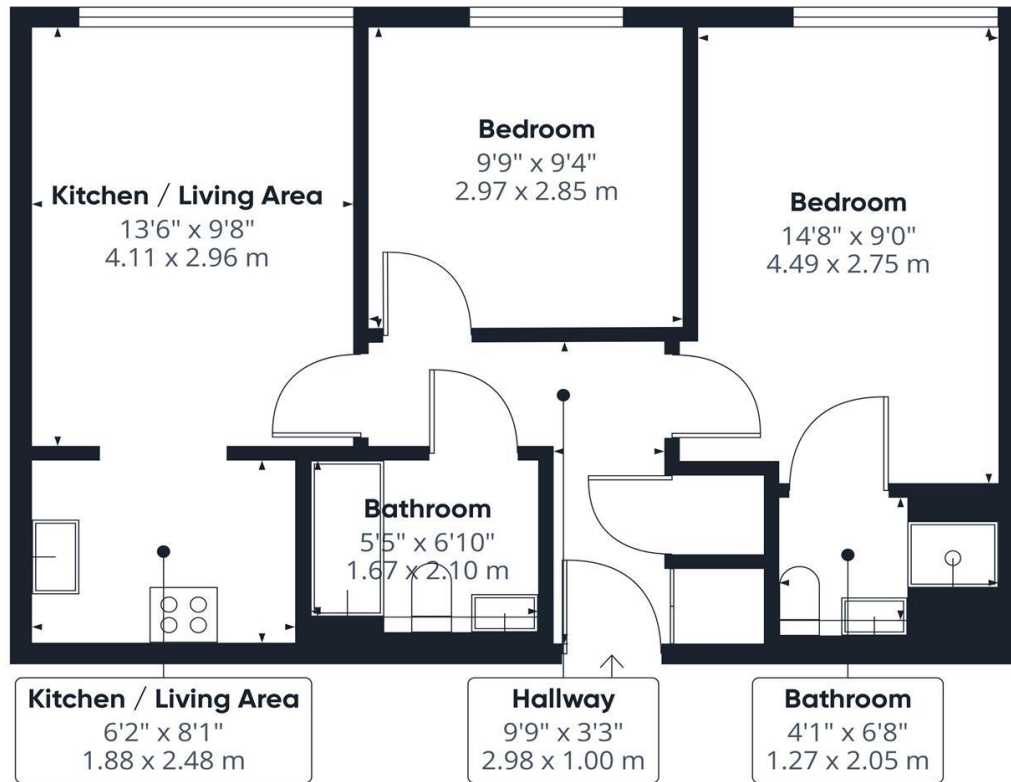 Kitchen / Living Area
13'6" x 9'8"
4.11 x 2.96 m
Bedroom
9'9" x 9'4"
2.97 x 2.85 m
Bedroom
14'8" x 9'0"
4.49 x 2.75 m
Bathroom
5'5" x 6'10"
1.67 x 2.10 m
Kitchen / Living Area
6'2" x 8'1"
1.88 x 2.48 m
Hallway
9'9" x 3'3"
2.98 x 1.00 m
Bathroom
4'1" x 6'8"
1.27 x 2.05 m